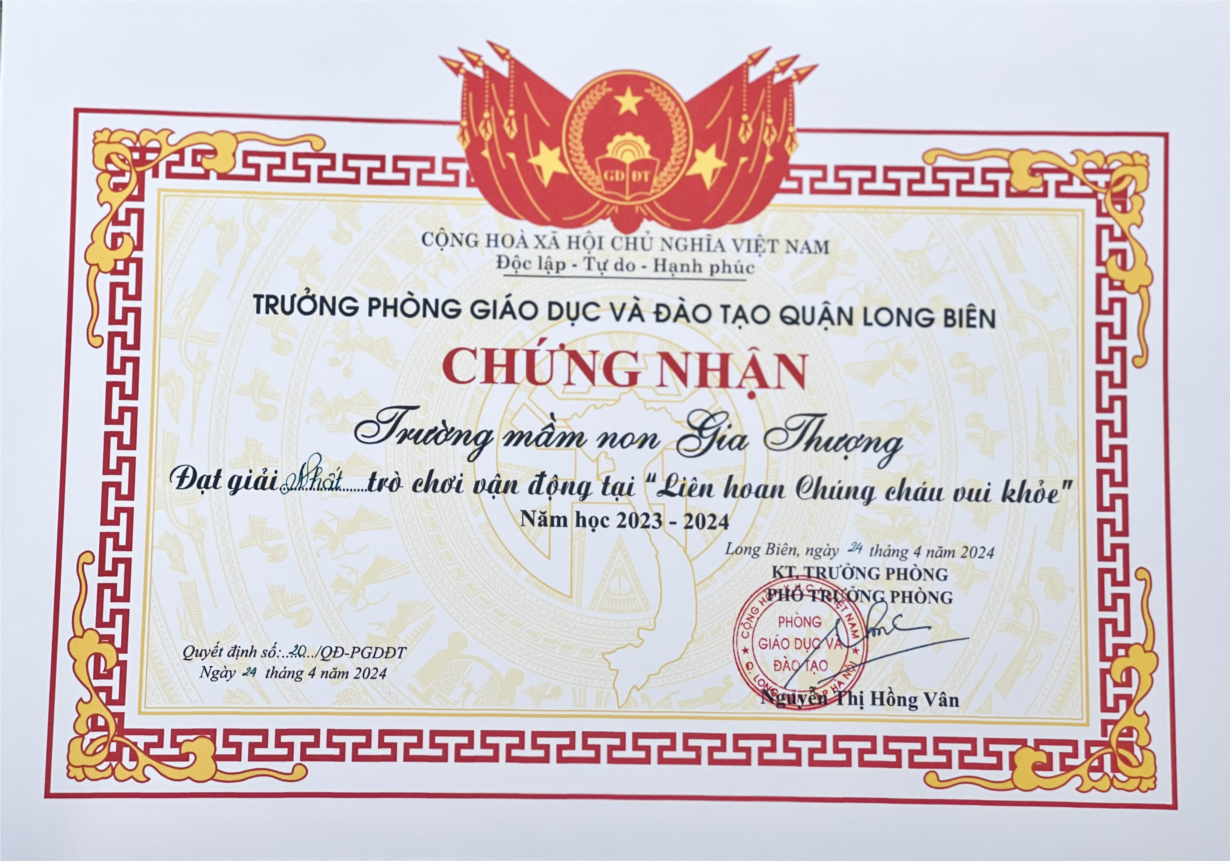 GD ĐT
CỘNG HOÀ XÃ HỘI CHỦ NGHĨA VIỆT NAM
Độc lập - Tự do - Hạnh phúc
TRƯỞNG PHÒNG GIÁO DỤC VÀ ĐÀO TẠO QUẬN LONG BIÊN
CHỨNG NHẬN
Trường mầm non Gia Thượng
Đạt giải Nhất......trò chơi vận động tại “Liên hoan Chúng cháu vui khỏe”
Năm học 2023 - 2024
Long Biên, ngày 24 tháng 4 năm 2024
KT. TRƯỞNG PHÒNG
PHÓ TRƯỞNG PHÒNG
PHÒNG
GIÁO DỤC VÀ
ĐÀO TẠO
Nguyễn Thị Hồng Vân
Quyết định số:...20.../QĐ-PGDĐT
Ngày 24 tháng 4 năm 2024